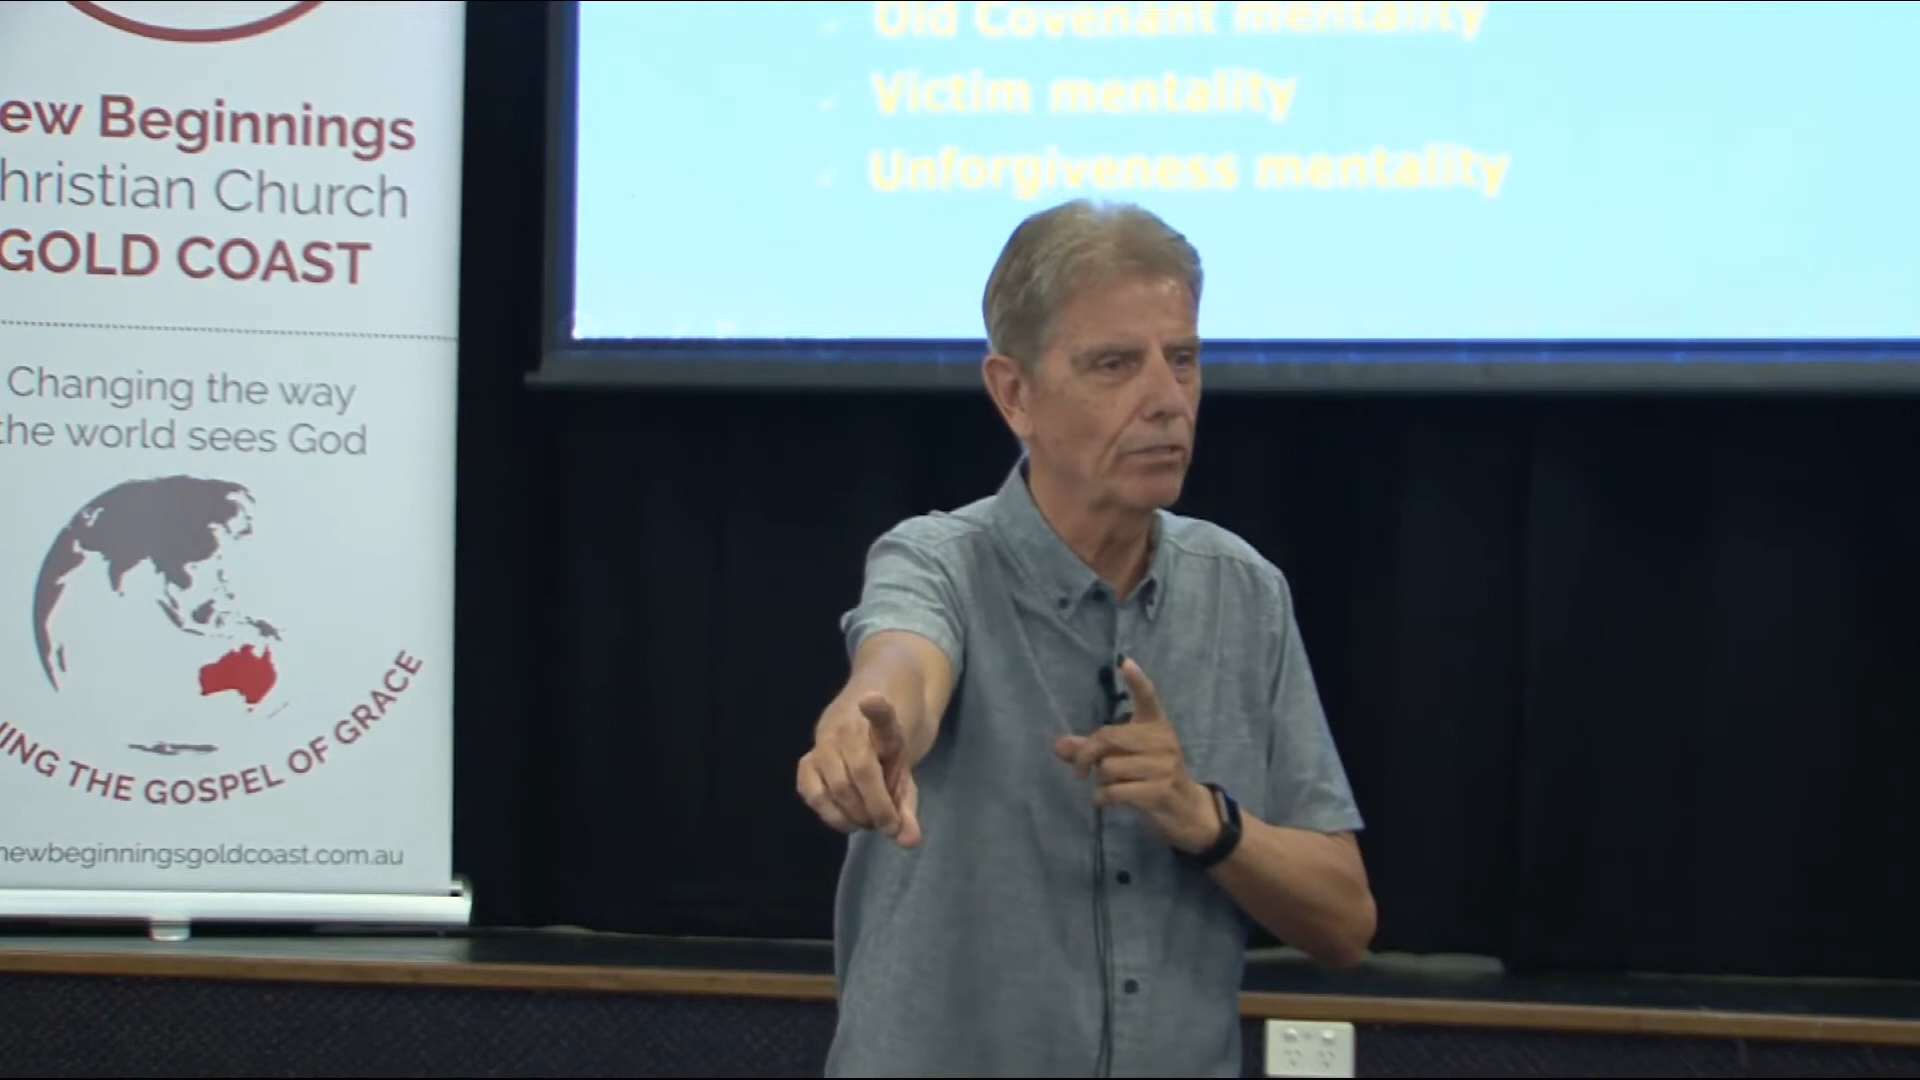 ew Beginnings
hristian Church
GOLD COAST
Changing the way
the world sees God
ING THE GOSPEL OF GRACE
newbeginningsgoldcoast.com.au
Old Covenant mentality
Victim mentality
Unforgiveness mentality